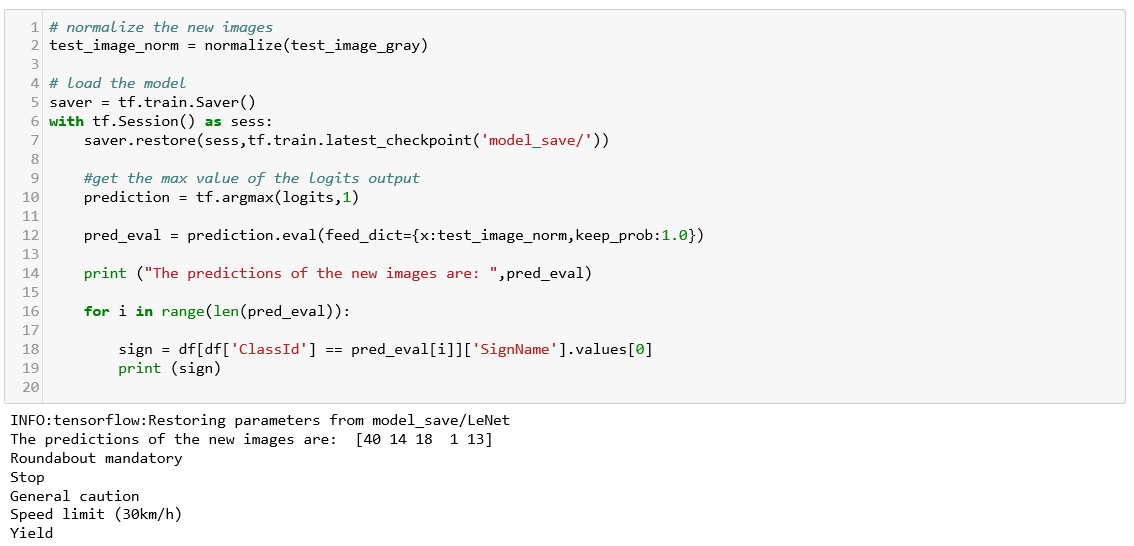 1 # normalize the new images
2 test_image_norm = normalize(test_image_gray)
3
4 # load the model
5 saver = tf.train.Saver()
6 with tf.Session() as sess:
7     saver.restore(sess,tf.train.latest_checkpoint('model_save/'))
8
9     #get the max value of the logits output
10     prediction = tf.argmax(logits,1)
11
12     pred_eval = prediction.eval(feed_dict={x:test_image_norm,keep_prob:1.0})
13
14     print ("The predictions of the new images are: ",pred_eval)
15
16     for i in range(len(pred_eval)):
17
18         sign = df[df['ClassId'] == pred_eval[i]]['SignName'].values[0]
19         print (sign)
20
INFO:tensorflow:Restoring parameters from model_save/LeNet
The predictions of the new images are:  [40 14 18  1 13]
Roundabout mandatory
Stop
General caution
Speed limit (30km/h)
Yield